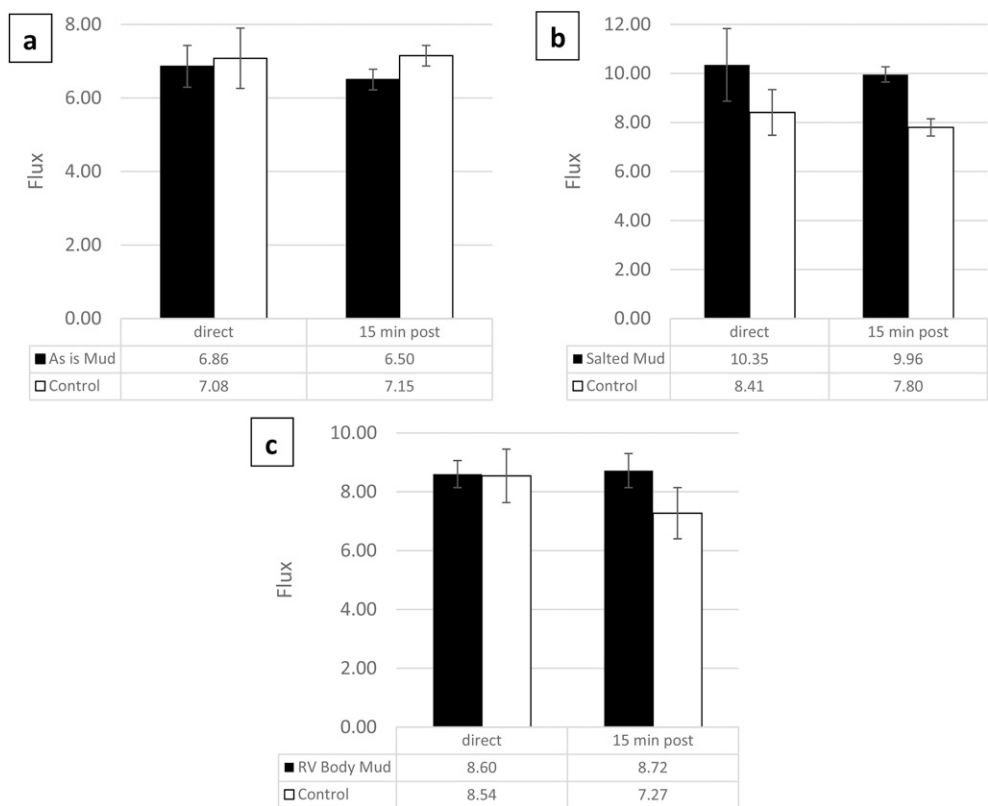 a
8.00
6.00
4.00
2.00
0.00
Flux
direct 15 min post
As is Mud 6.86 6.50
Control 7.08 7.15
b
12.00
10.00
8.00
6.00
4.00
2.00
0.00
Flux
direct 15 min post
Salted Mud 10.35 9.96
Control 8.41 7.80
c
10.00
8.00
6.00
4.00
2.00
0.00
Flux
direct 15 min post
RV Body Mud 8.60 8.72
Control 8.54 7.27